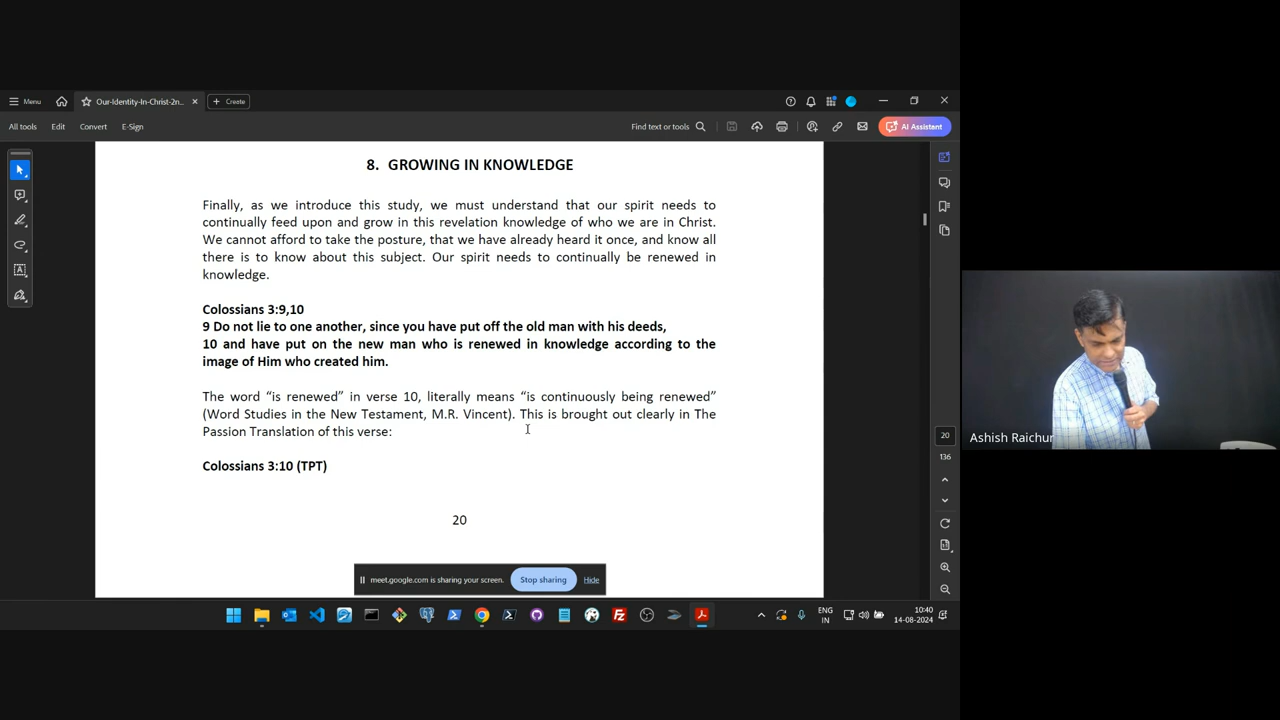 Menu
Our-Identity-In-Christ-2n...
Create
All tools
Edit
Convert
E-Sign
Find text or tools
AI Assistant
8. GROWING IN KNOWLEDGE
Finally, as we introduce this study, we must understand that our spirit needs to
continually feed upon and grow in this revelation knowledge of who we are in Christ.
We cannot afford to take the posture, that we have already heard it once, and know all
there is to know about this subject. Our spirit needs to continually be renewed in
knowledge.
Colossians 3:9,10
9 Do not lie to one another, since you have put off the old man with his deeds,
10 and have put on the new man who is renewed in knowledge according to the
image of Him who created him.
The word “is renewed” in verse 10, literally means “is continuously being renewed”
(Word Studies in the New Testament, M.R. Vincent). This is brought out clearly in The
Passion Translation of this verse:
Colossians 3:10 (TPT)
20
20
136
Ashish Raichur
meet.google.com is sharing your screen.
Stop sharing
Hide
ENG
IN
10:40
14-08-2024